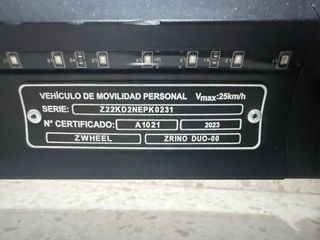 VEHÍCULO DE MOVILIDAD PERSONAL Vmax:25km/h
SERIE: Z22KD2NEPK0231
Nº CERTIFICADO: A1021 2023
ZWHEEL ZRINO DUO-00